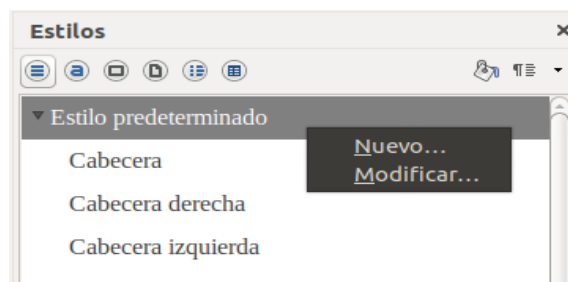 Estilos
Estilo predeterminado
Nuevo...
Cabecera
Modificar...
Cabecera derecha
Cabecera izquierda